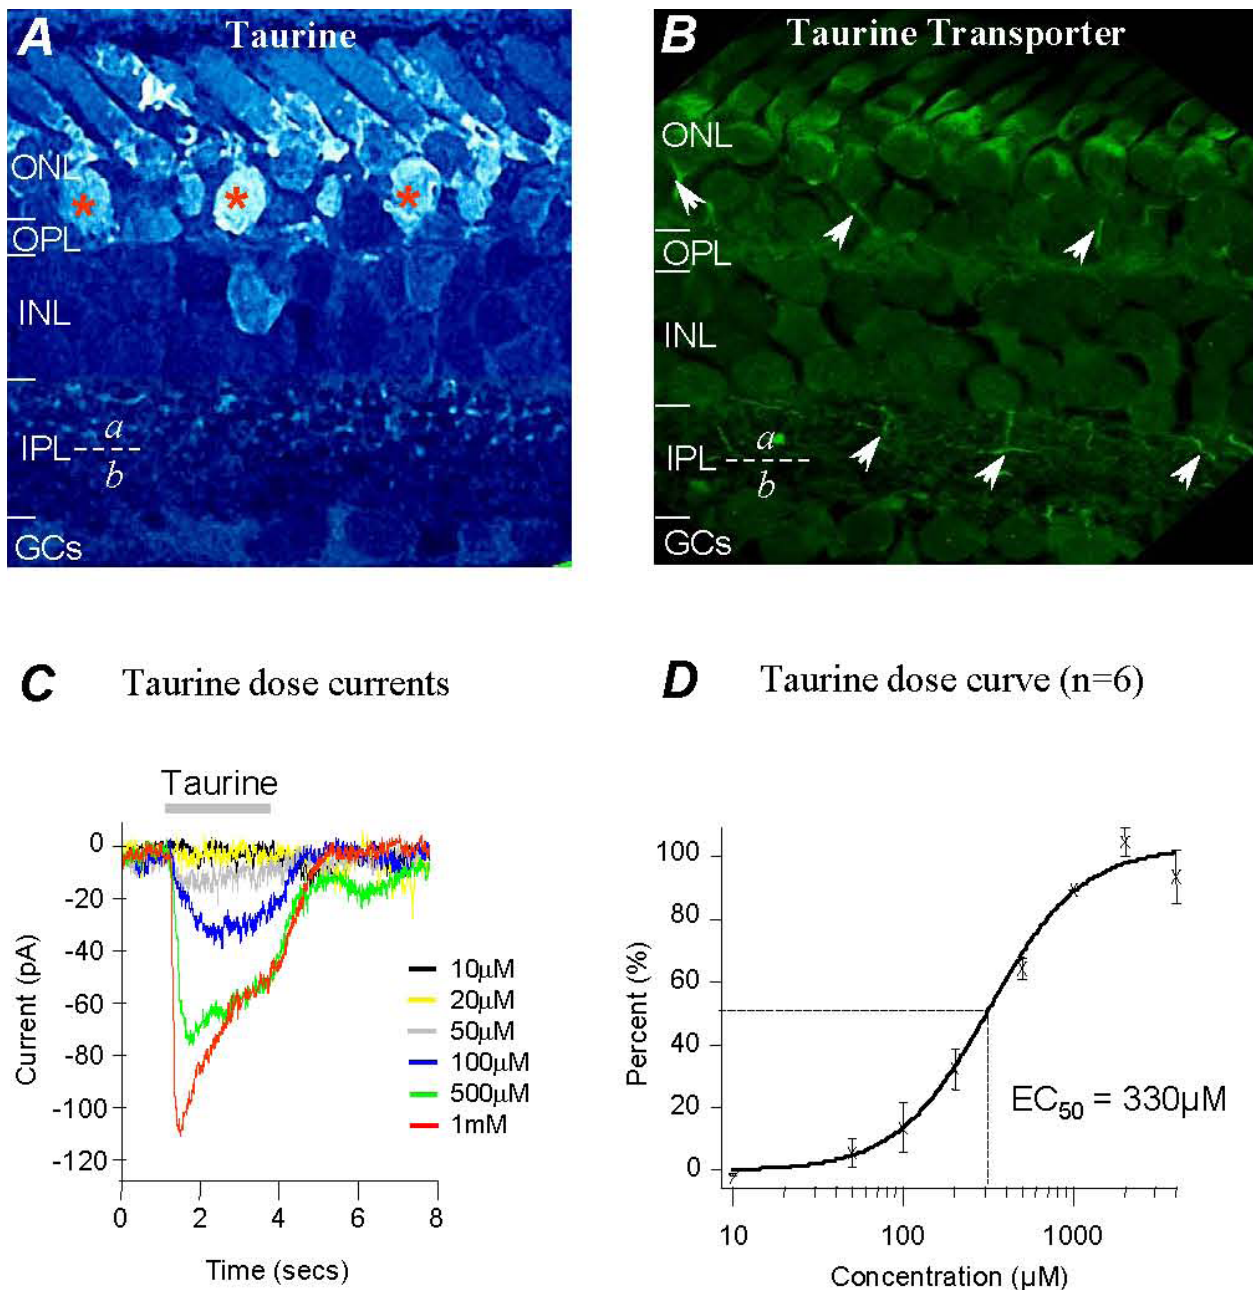 A Taurine
ONL
*
*
*
OPL
INL
IPL
a
b
GCs
B Taurine Transporter
ONL
OPL
INL
IPL
a
b
GCs
C Taurine dose currents
Taurine
0
-20
-40
-60
-80
-100
-120
Current (pA)
0 2 4 6 8
Time (secs)
10µM
20µM
50µM
100µM
500µM
1mM
D Taurine dose curve (n=6)
100
80
60
40
20
0
Percent (%)
EC50 = 330µM
10 100 1000
Concentration (µM)